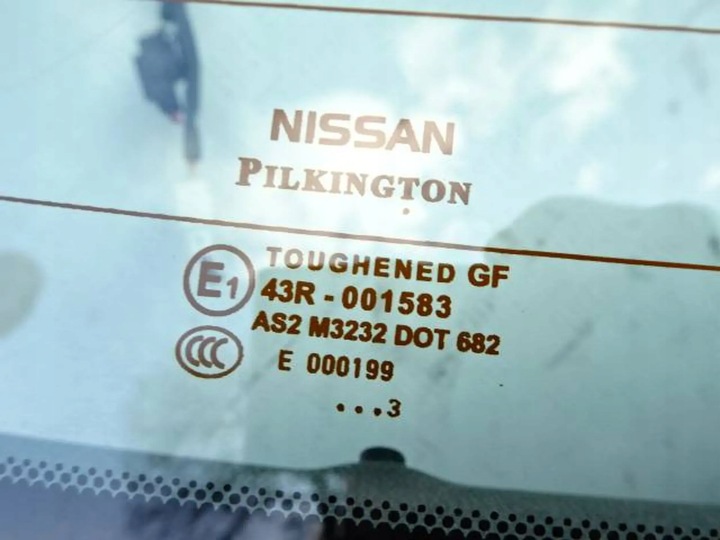 NISSAN
PILKINGTON
E1 TOUGHENED GF
43R - 001583
AS2 M3232 DOT 682
CCC E 000199
...3